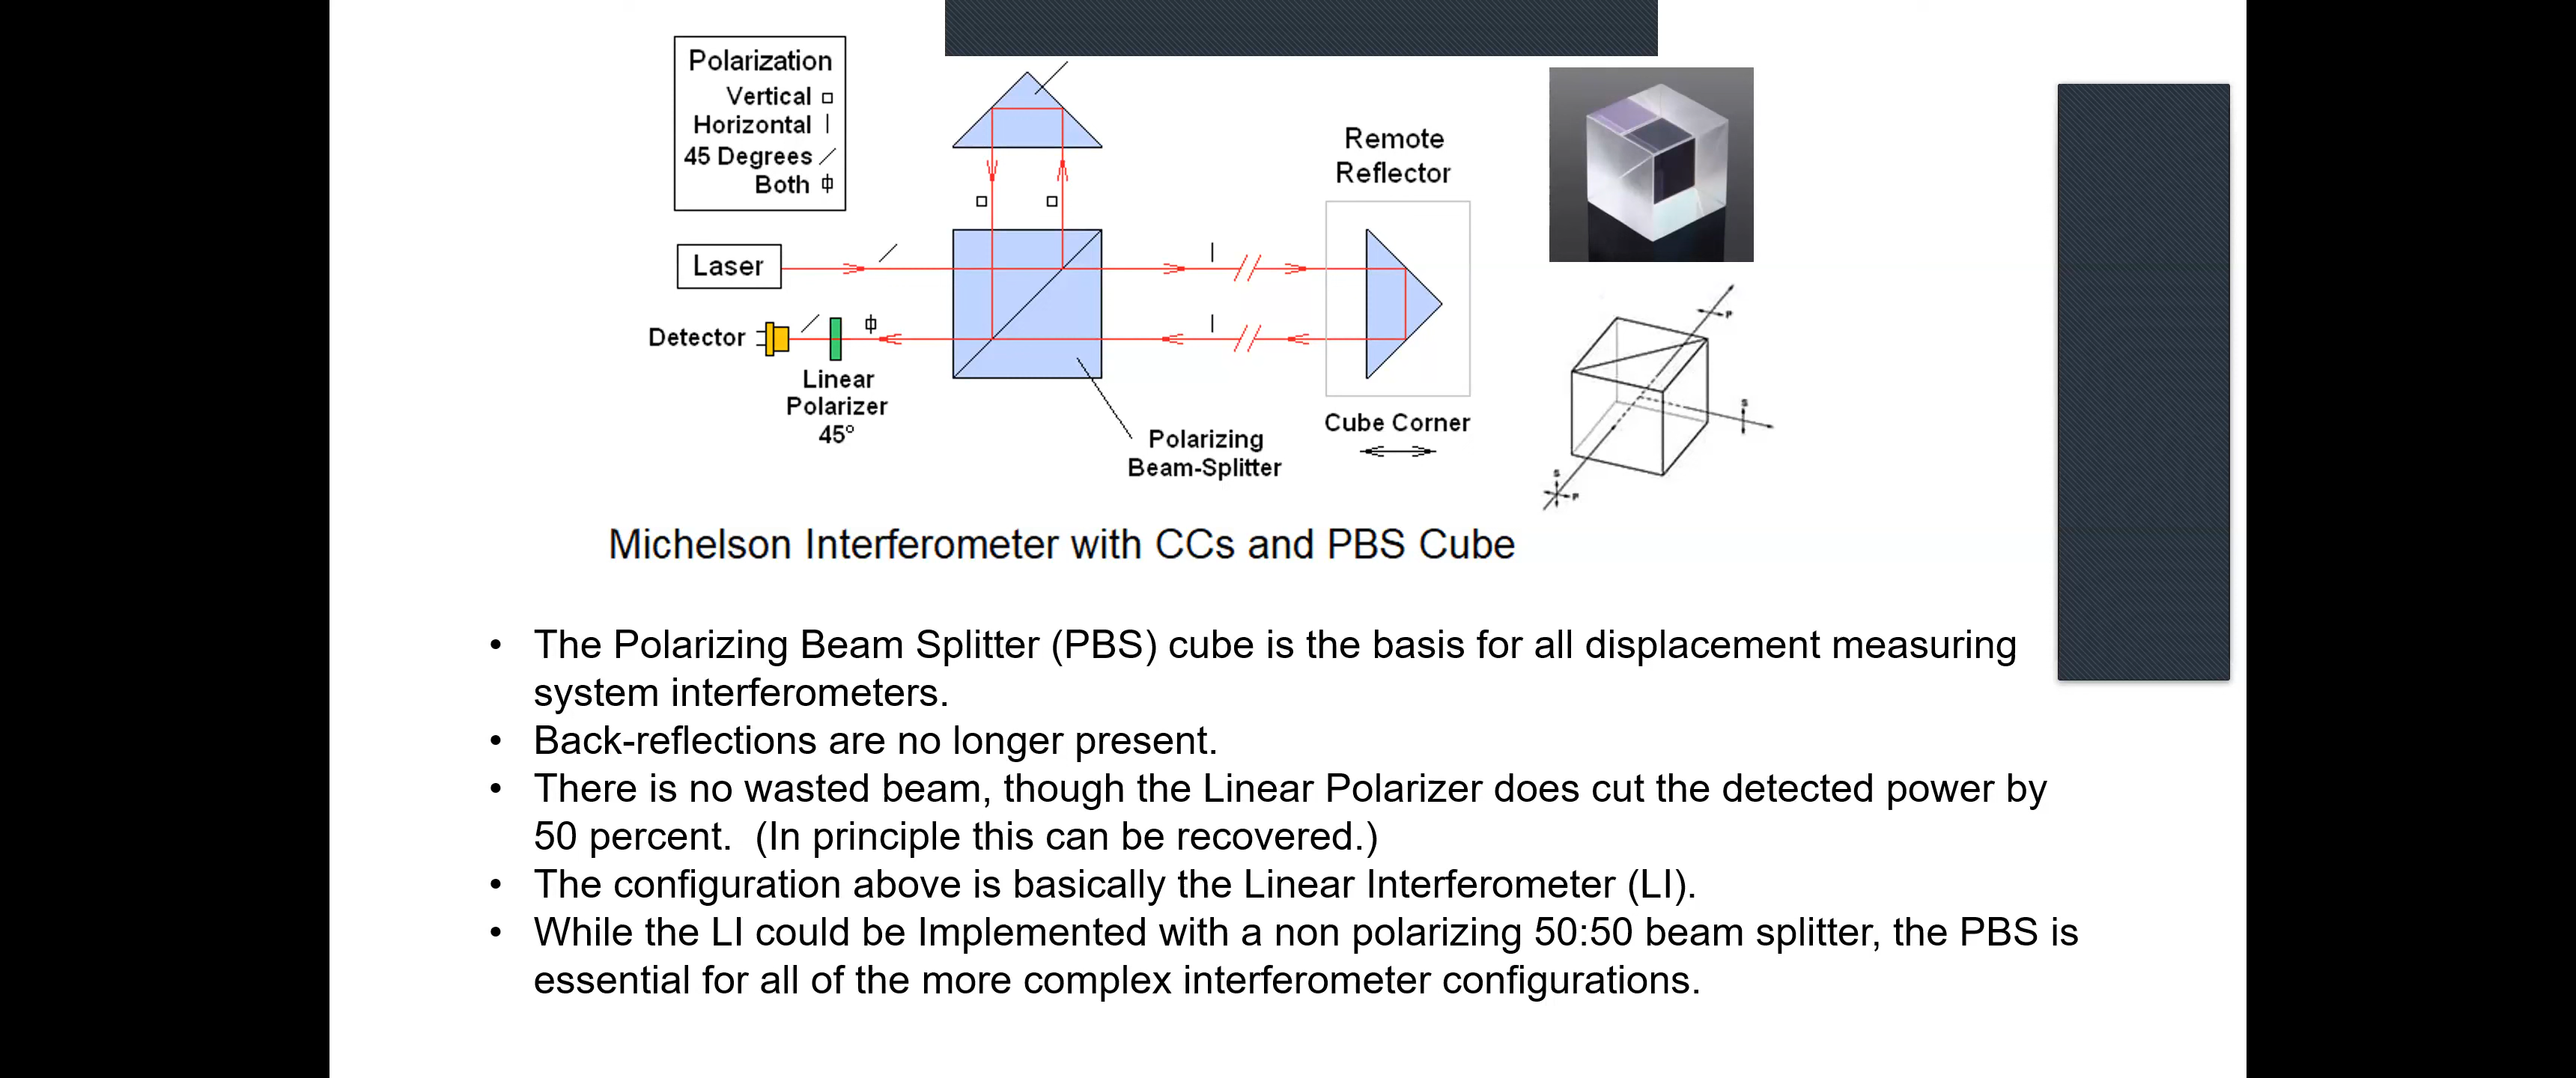 Polarization
Vertical
Horizontal
45 Degrees
Both
Laser
Detector
Linear
Polarizer
45°
Polarizing
Beam-Splitter
Remote
Reflector
Cube Corner
P
S
S
P
Michelson Interferometer with CCs and PBS Cube
• The Polarizing Beam Splitter (PBS) cube is the basis for all displacement measuring
system interferometers.
• Back-reflections are no longer present.
• There is no wasted beam, though the Linear Polarizer does cut the detected power by
50 percent.  (In principle this can be recovered.)
• The configuration above is basically the Linear Interferometer (LI).
• While the LI could be Implemented with a non polarizing 50:50 beam splitter, the PBS is
essential for all of the more complex interferometer configurations.